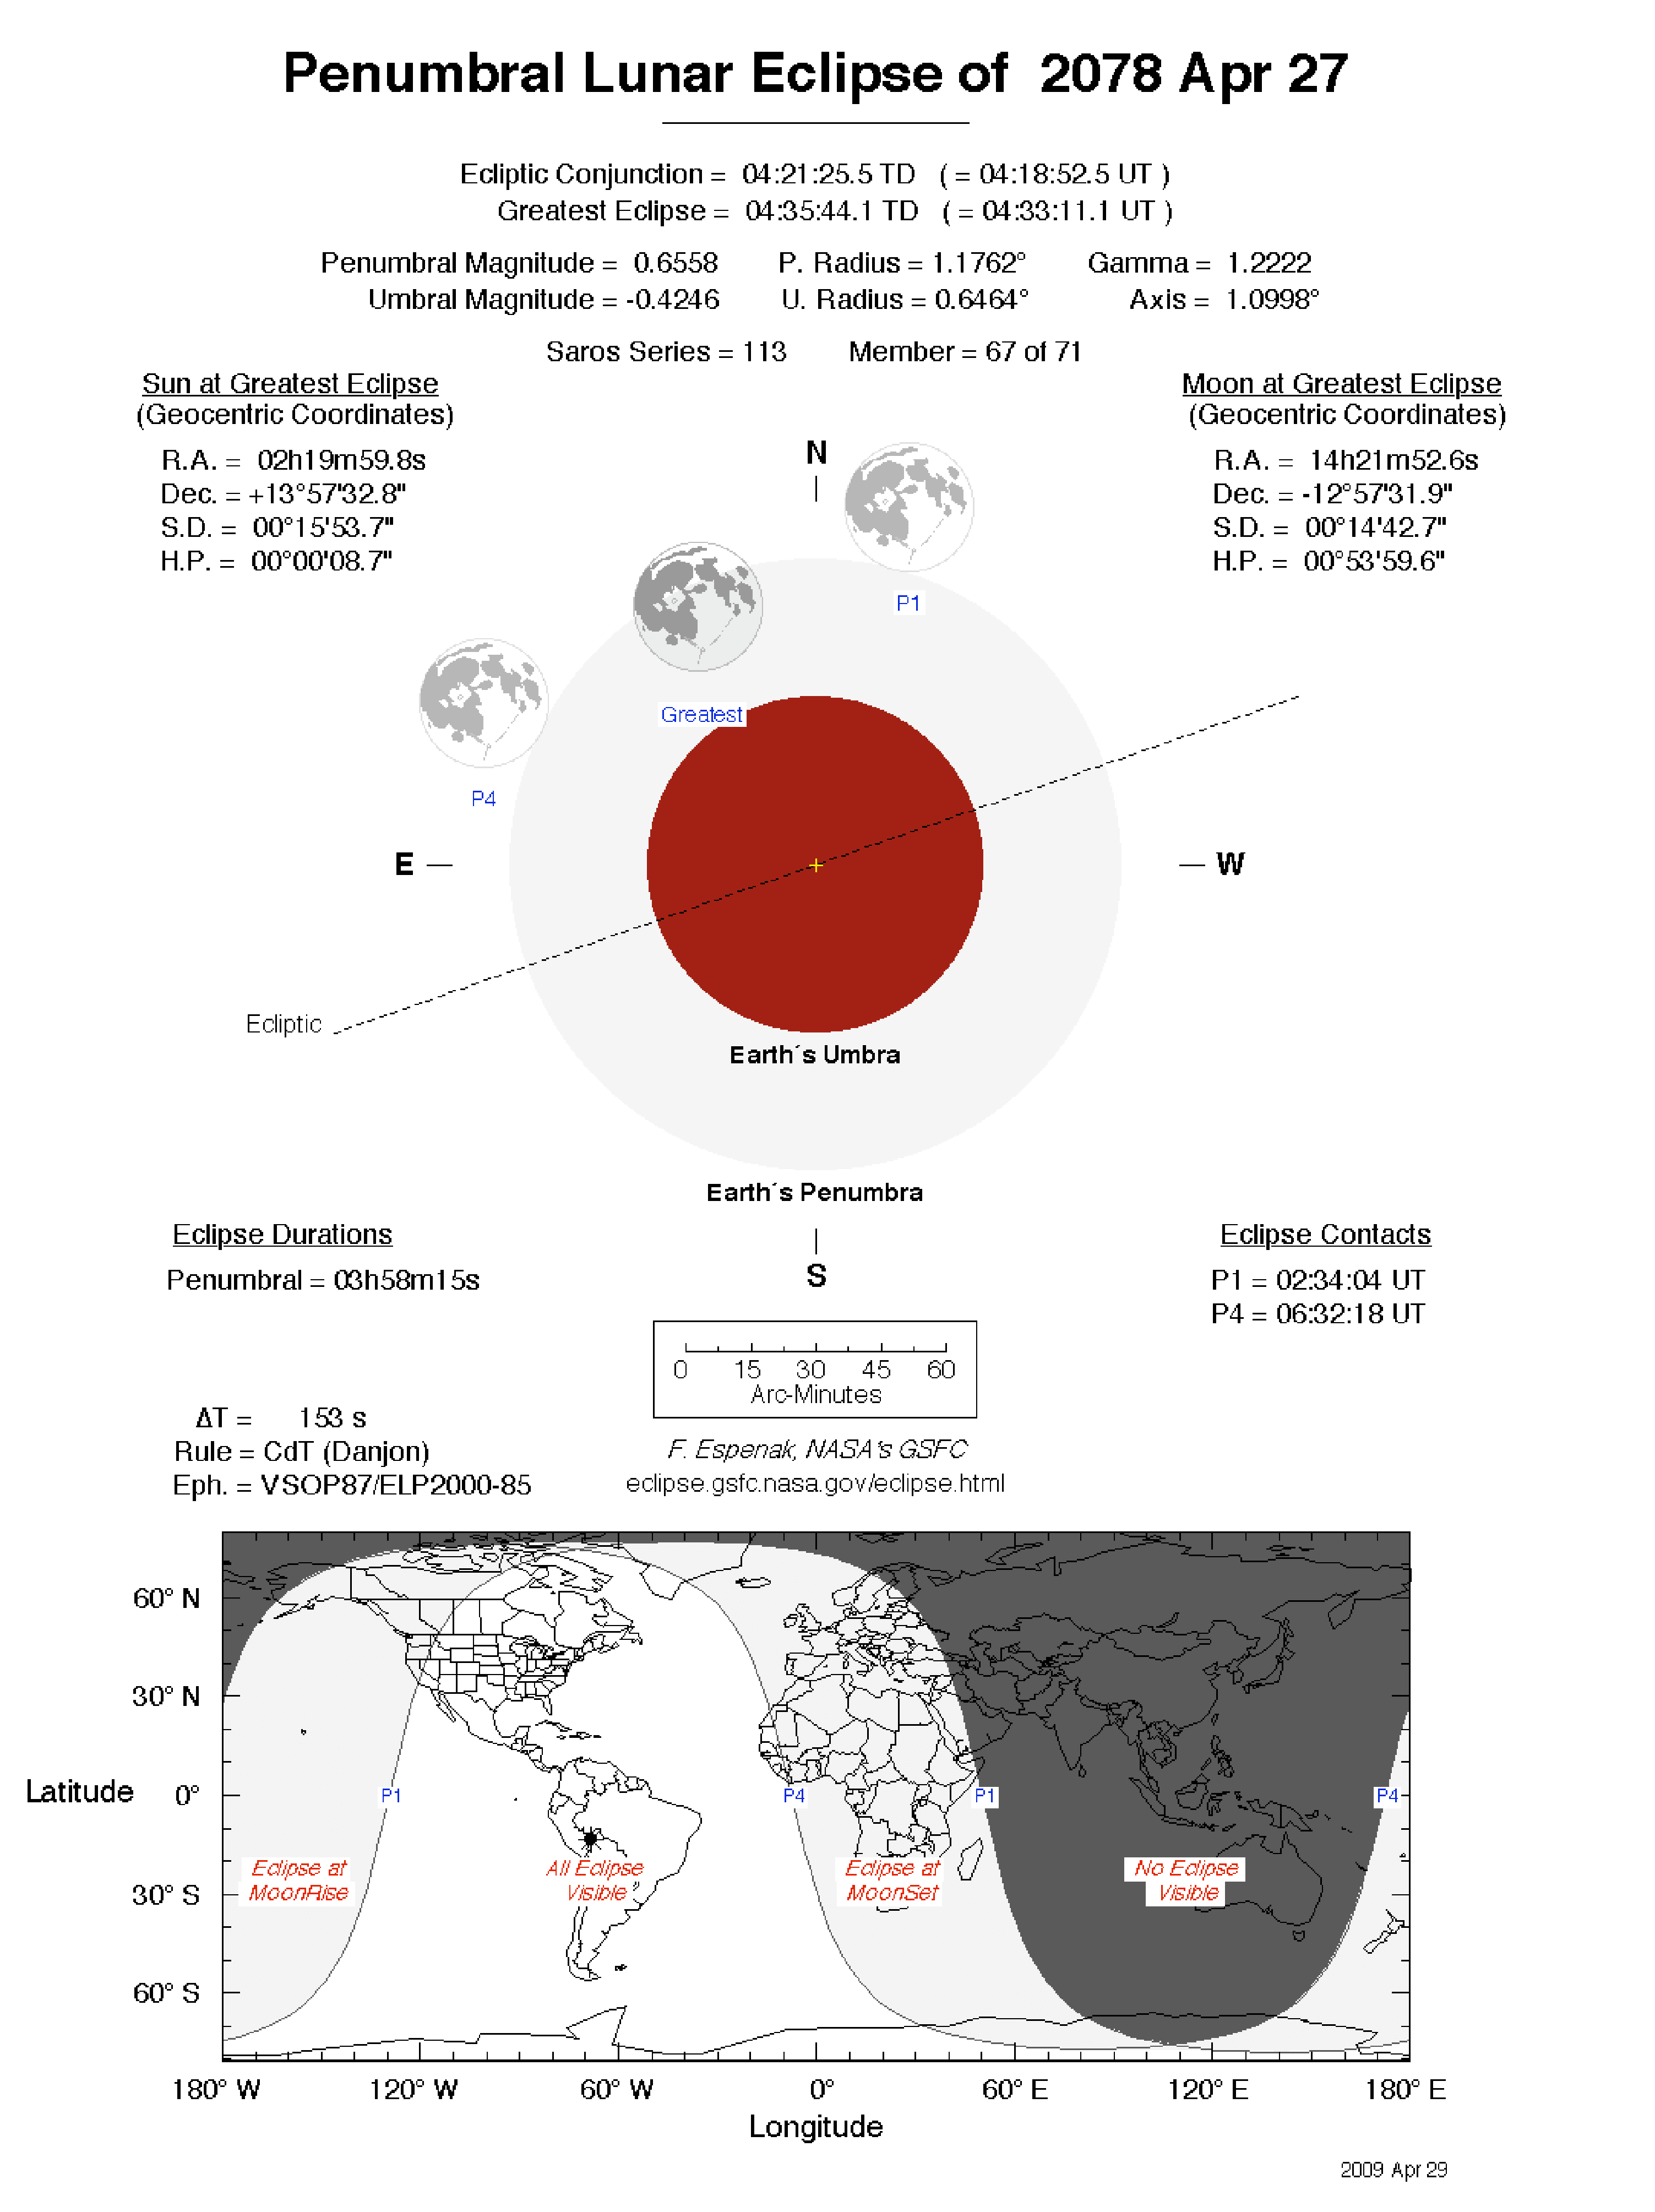 Penumbral Lunar Eclipse of 2078 Apr 27
Ecliptic Conjunction = 04:21:25.5 TD ( = 04:18:52.5 UT )
Greatest Eclipse = 04:35:44.1 TD ( = 04:33:11.1 UT )
Penumbral Magnitude = 0.6558 P. Radius = 1.1762° Gamma = 1.2222
Umbral Magnitude = -0.4246 U. Radius = 0.6464° Axis = 1.0998°
Saros Series = 113 Member = 67 of 71
Sun at Greatest Eclipse
(Geocentric Coordinates)
R.A. = 02h19m59.8s
Dec. = +13°57'32.8"
S.D. = 00°15'53.7"
H.P. = 00°00'08.7"
Moon at Greatest Eclipse
(Geocentric Coordinates)
R.A. = 14h21m52.6s
Dec. = -12°57'31.9"
S.D. = 00°14'42.7"
H.P. = 00°53'59.6"
N
P1
Greatest
P4
E
W
Ecliptic
Earth´s Umbra
Earth´s Penumbra
S
Eclipse Durations
Penumbral = 03h58m15s
Eclipse Contacts
P1 = 02:34:04 UT
P4 = 06:32:18 UT
0 15 30 45 60
Arc-Minutes
ΔT = 153 s
Rule = CdT (Danjon)
Eph. = VSOP87/ELP2000-85
F. Espenak, NASA's GSFC
eclipse.gsfc.nasa.gov/eclipse.html
60° N
30° N
Latitude 0°
30° S
60° S
P1 P4 P1 P4
Eclipse at
MoonRise
All Eclipse
Visible
Eclipse at
MoonSet
No Eclipse
Visible
180° W 120° W 60° W 0° 60° E 120° E 180° E
Longitude
2009 Apr 29